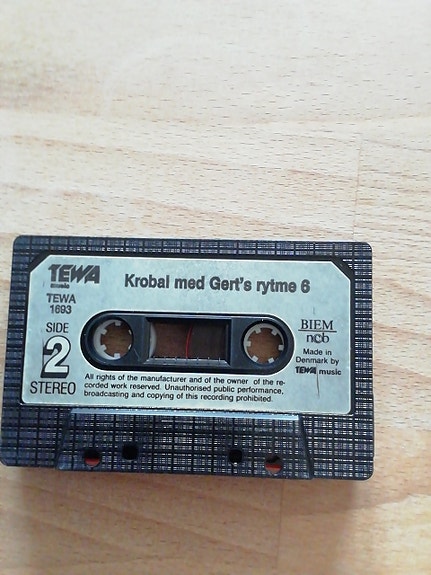 TEWA
music
Krobal med Gert's rytme 6
TEWA
1693
SIDE
2
STEREO
BIEM
ncb
Made in
Denmark by
TEWA music
All rights of the manufacturer and of the owner of the re-
corded work reserved. Unauthorised public performance,
broadcasting and copying of this recording prohibited.